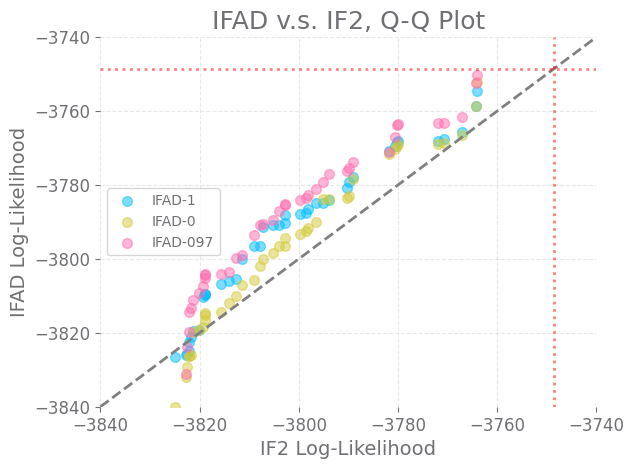 IFAD v.s. IF2, Q-Q Plot
IFAD Log-Likelihood
−3740
−3760
−3780
−3800
−3820
−3840
IFAD-1
IFAD-0
IFAD-097
−3840
−3820
−3800
−3780
−3760
−3740
IF2 Log-Likelihood